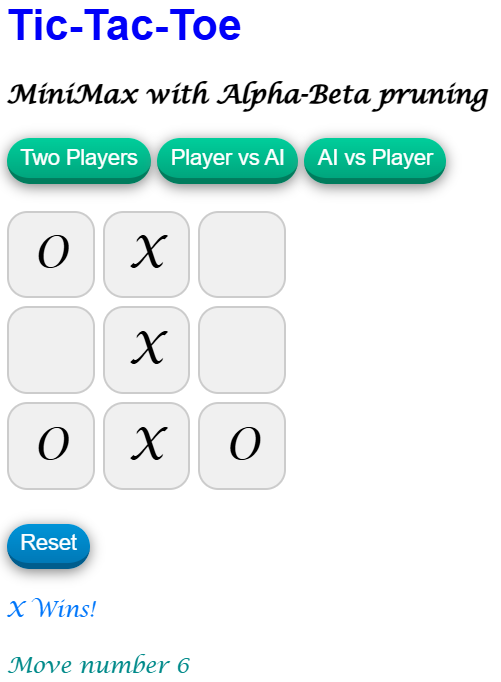 Tic-Tac-Toe
MiniMax with Alpha-Beta pruning
Two Players Player vs AI AI vs Player
O X
X
O X O
Reset
X Wins!
Move number 6